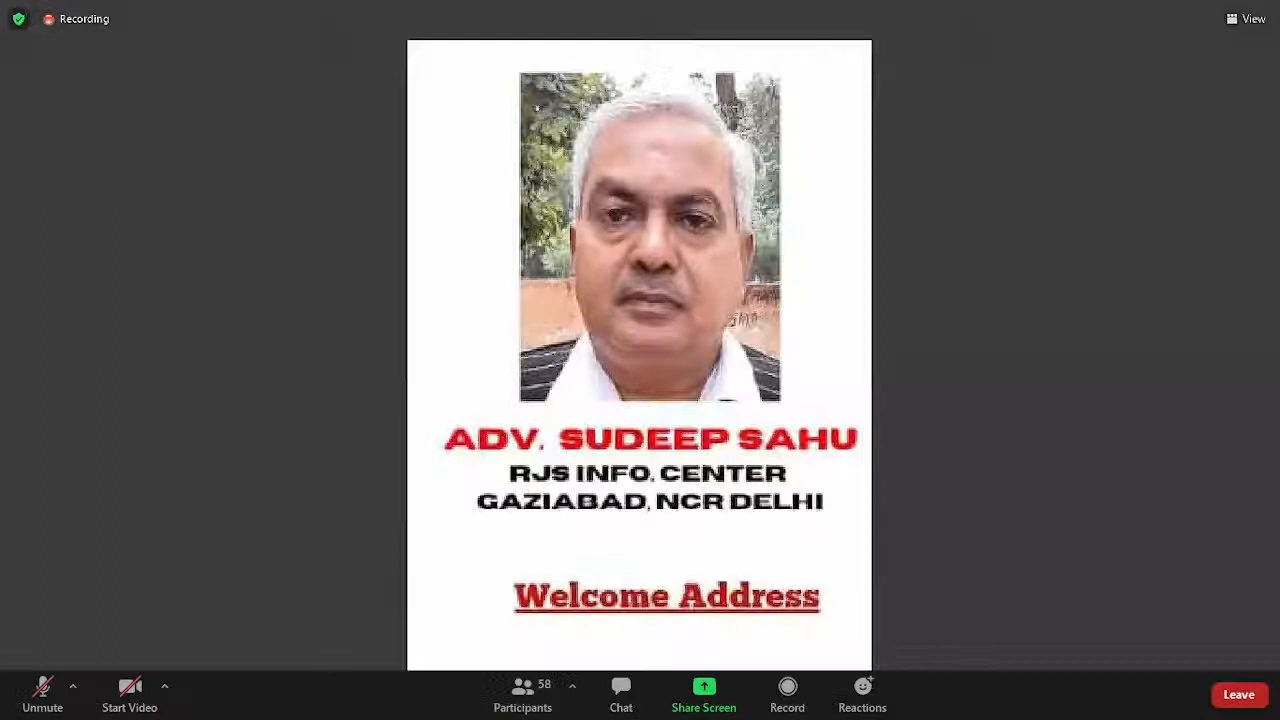 Recording
View
ADV. SUDEEP SAHU
RJS INFO. CENTER
GAZIABAD, NCR DELHI
Welcome Address
Unmute
Start Video
58
Participants
Chat
Share Screen
Record
Reactions
Leave